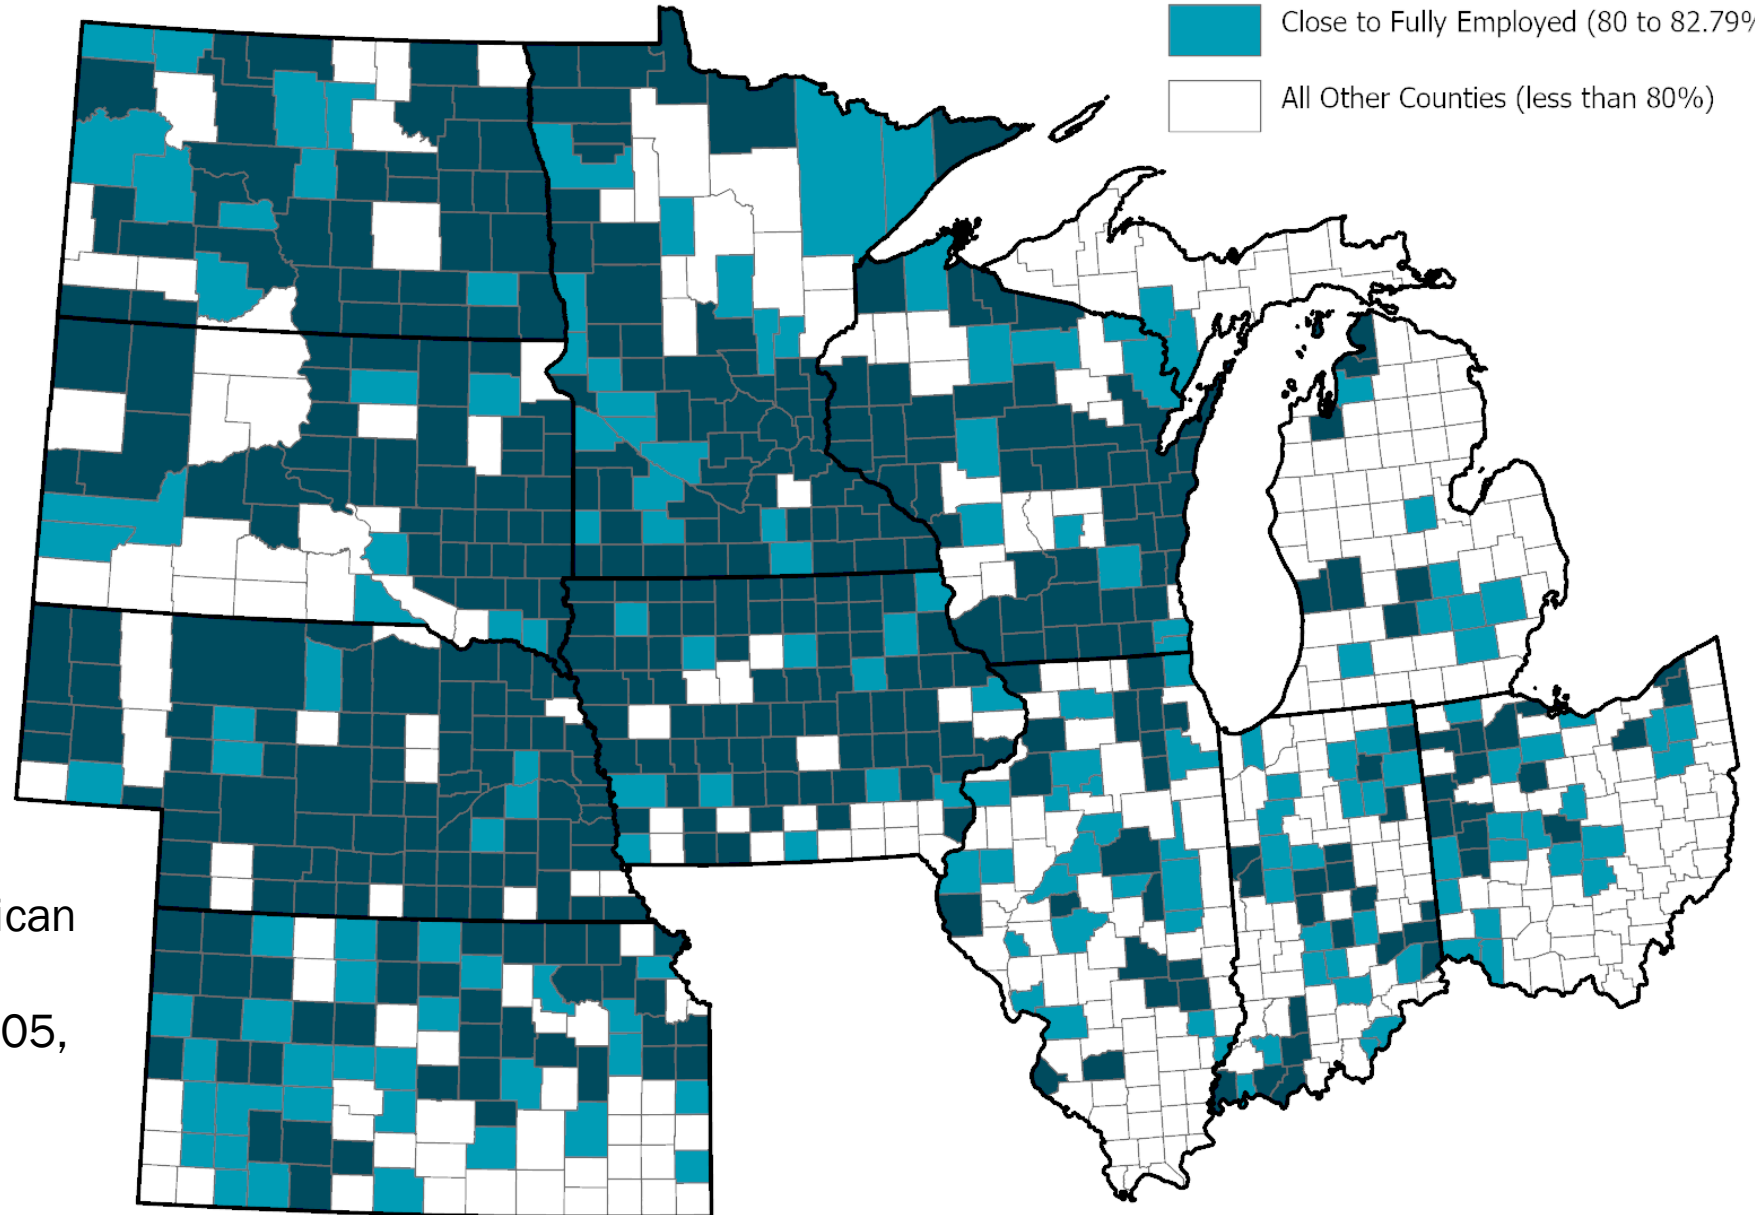 Close to Fully Employed (80 to 82.79%
All Other Counties (less than 80%)
ican
05,